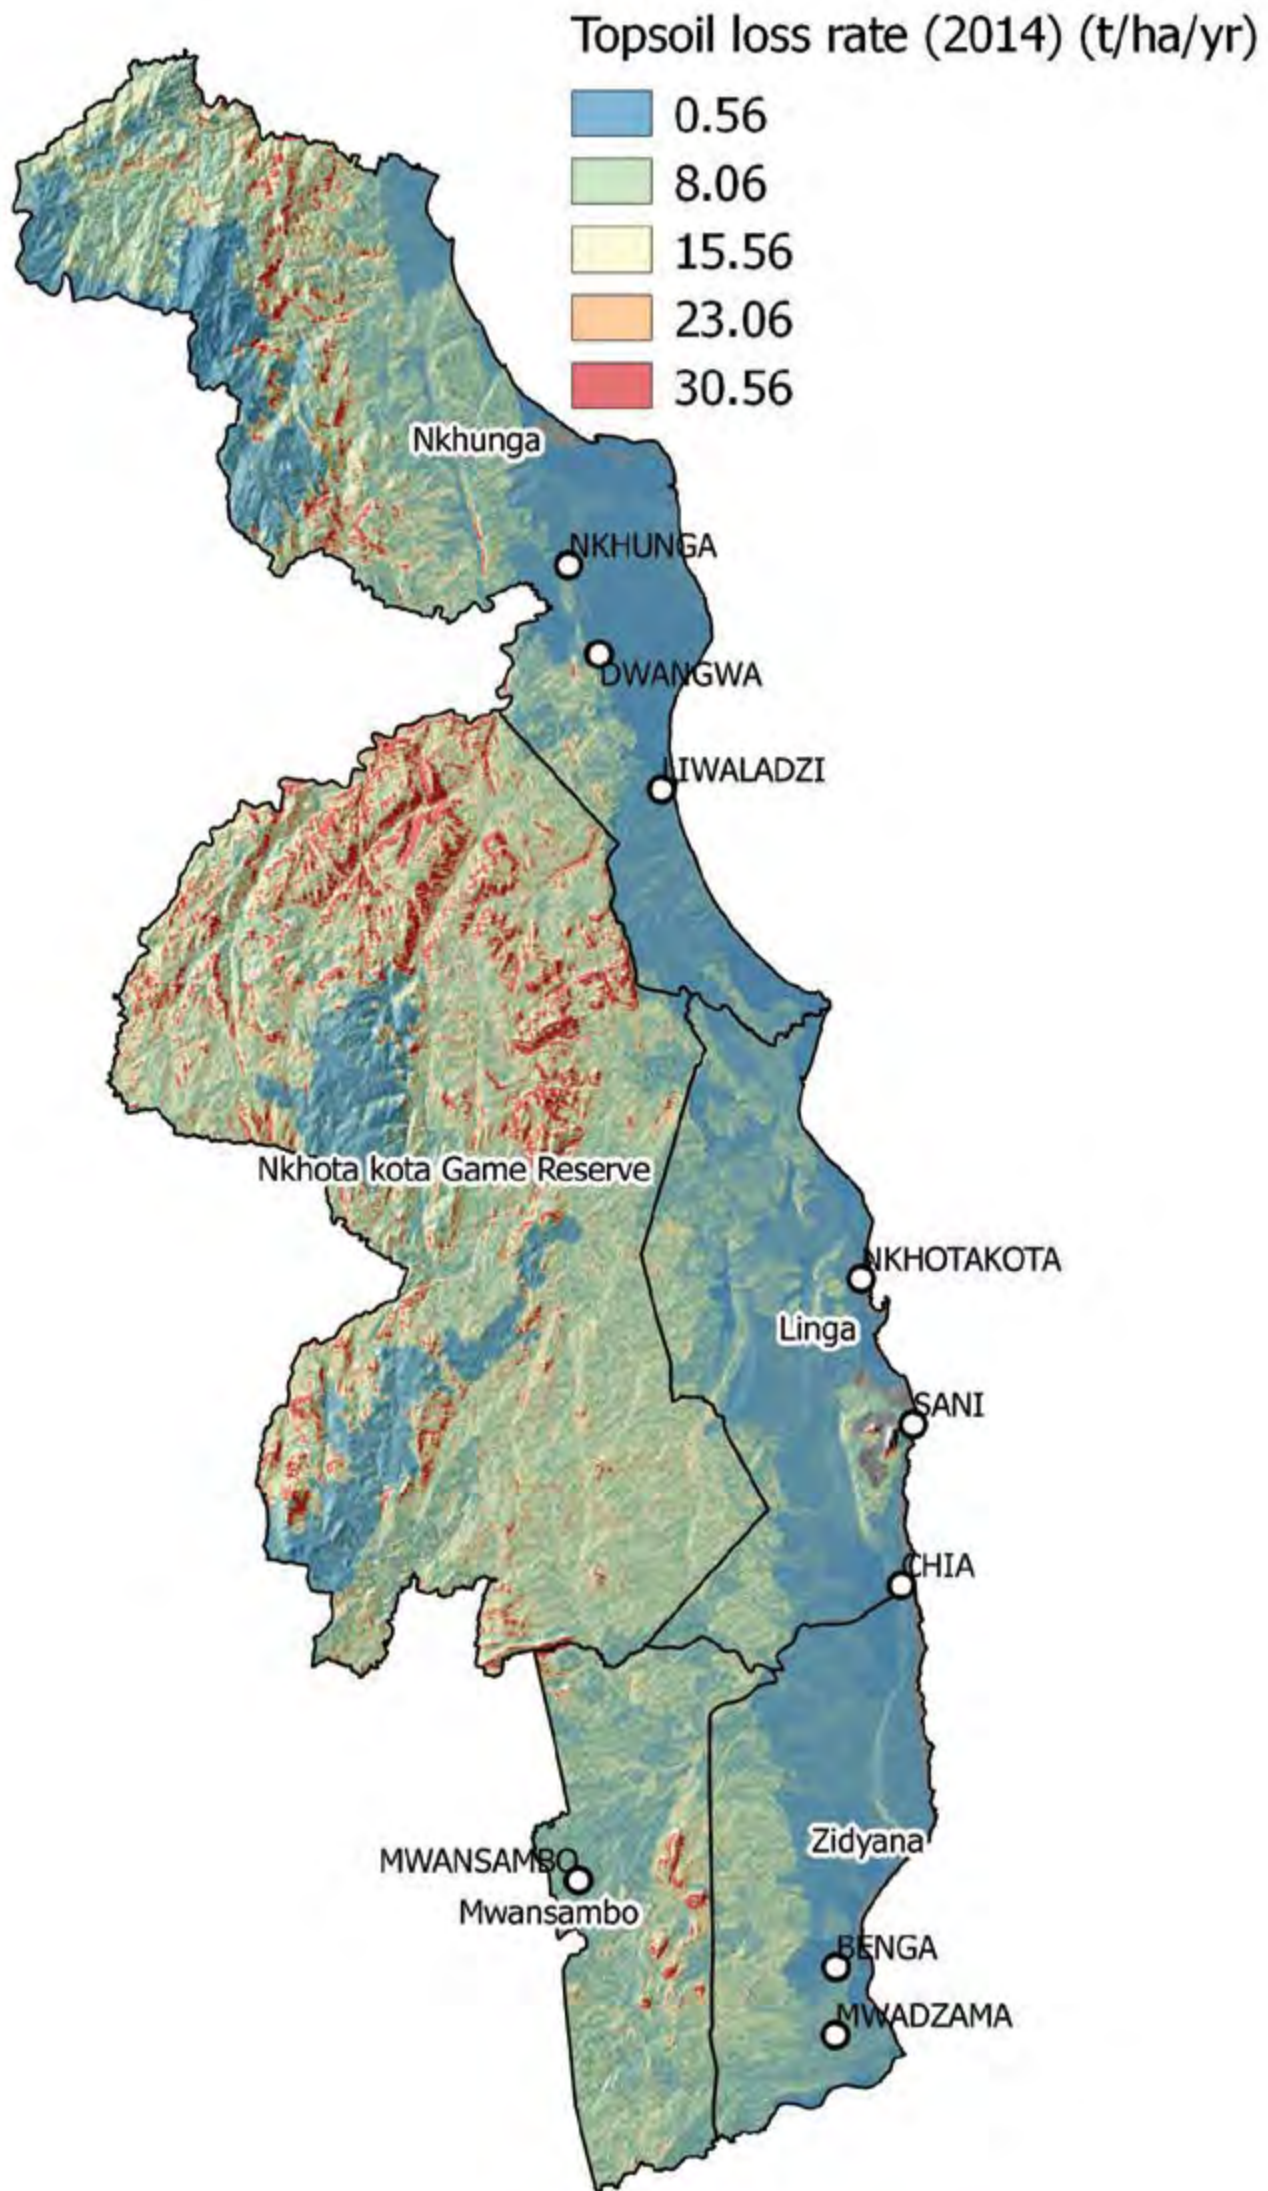 Topsoil loss rate (2014) (t/ha/yr)
0.56
8.06
15.56
23.06
30.56
Nkhunga
NKHUNGA
DWANGWA
LIWALADZI
Nkhota kota Game Reserve
NKHOTAKOTA
Linga
SANI
CHIA
Zidyana
MWANSAMBO
Mwansambo
BENGA
MWADZAMA